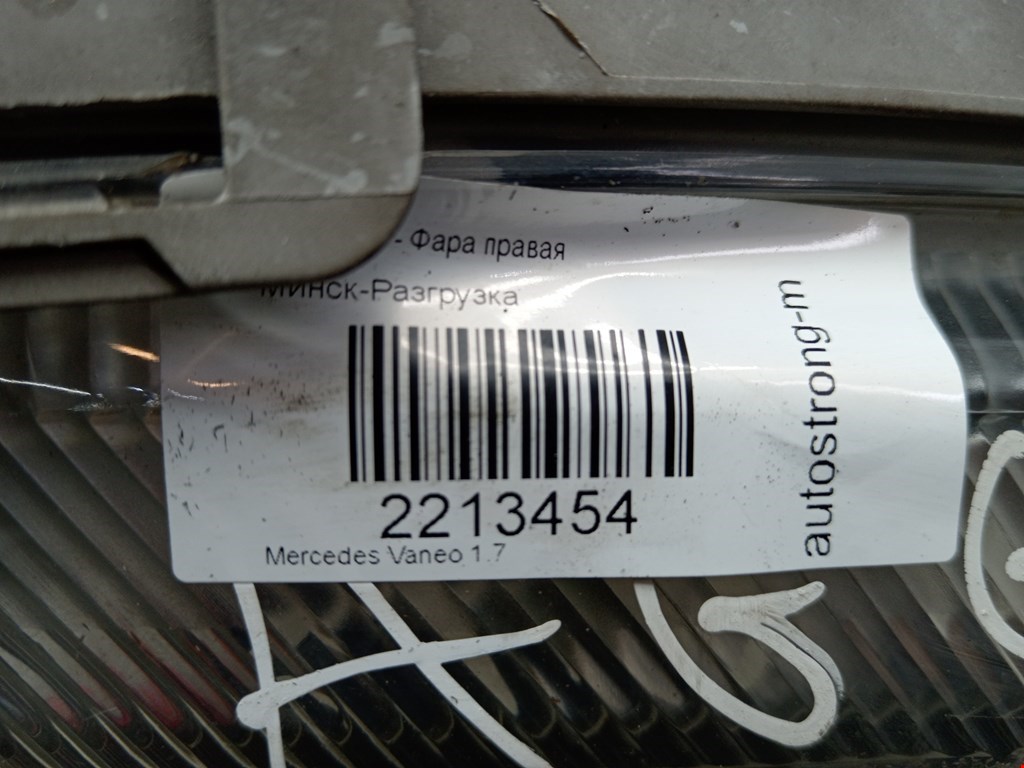 - Фара правая
Минск-Разгрузка
2213454
Mercedes Vaneo 1.7
autostrong-m